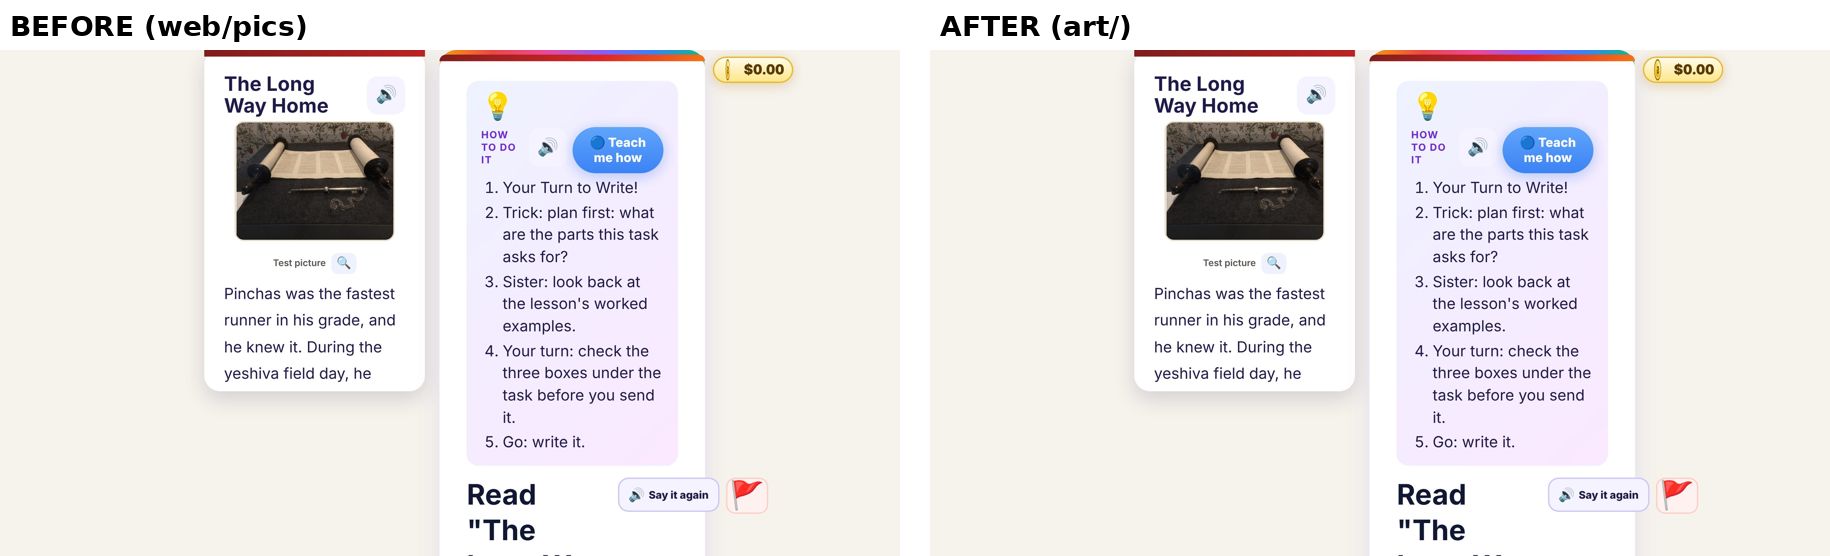 BEFORE (web/pics)
The Long
Way Home
Test picture
Pinchas was the fastest
runner in his grade, and
he knew it. During the
yeshiva field day, he
HOW
TO DO
IT
Teach
me how
1. Your Turn to Write!
2. Trick: plan first: what
are the parts this task
asks for?
3. Sister: look back at
the lesson's worked
examples.
4. Your turn: check the
three boxes under the
task before you send
it.
5. Go: write it.
Read
"The
Say it again
$0.00
AFTER (art/)
The Long
Way Home
Test picture
Pinchas was the fastest
runner in his grade, and
he knew it. During the
yeshiva field day, he
HOW
TO DO
IT
Teach
me how
1. Your Turn to Write!
2. Trick: plan first: what
are the parts this task
asks for?
3. Sister: look back at
the lesson's worked
examples.
4. Your turn: check the
three boxes under the
task before you send
it.
5. Go: write it.
Read
"The
Say it again
$0.00